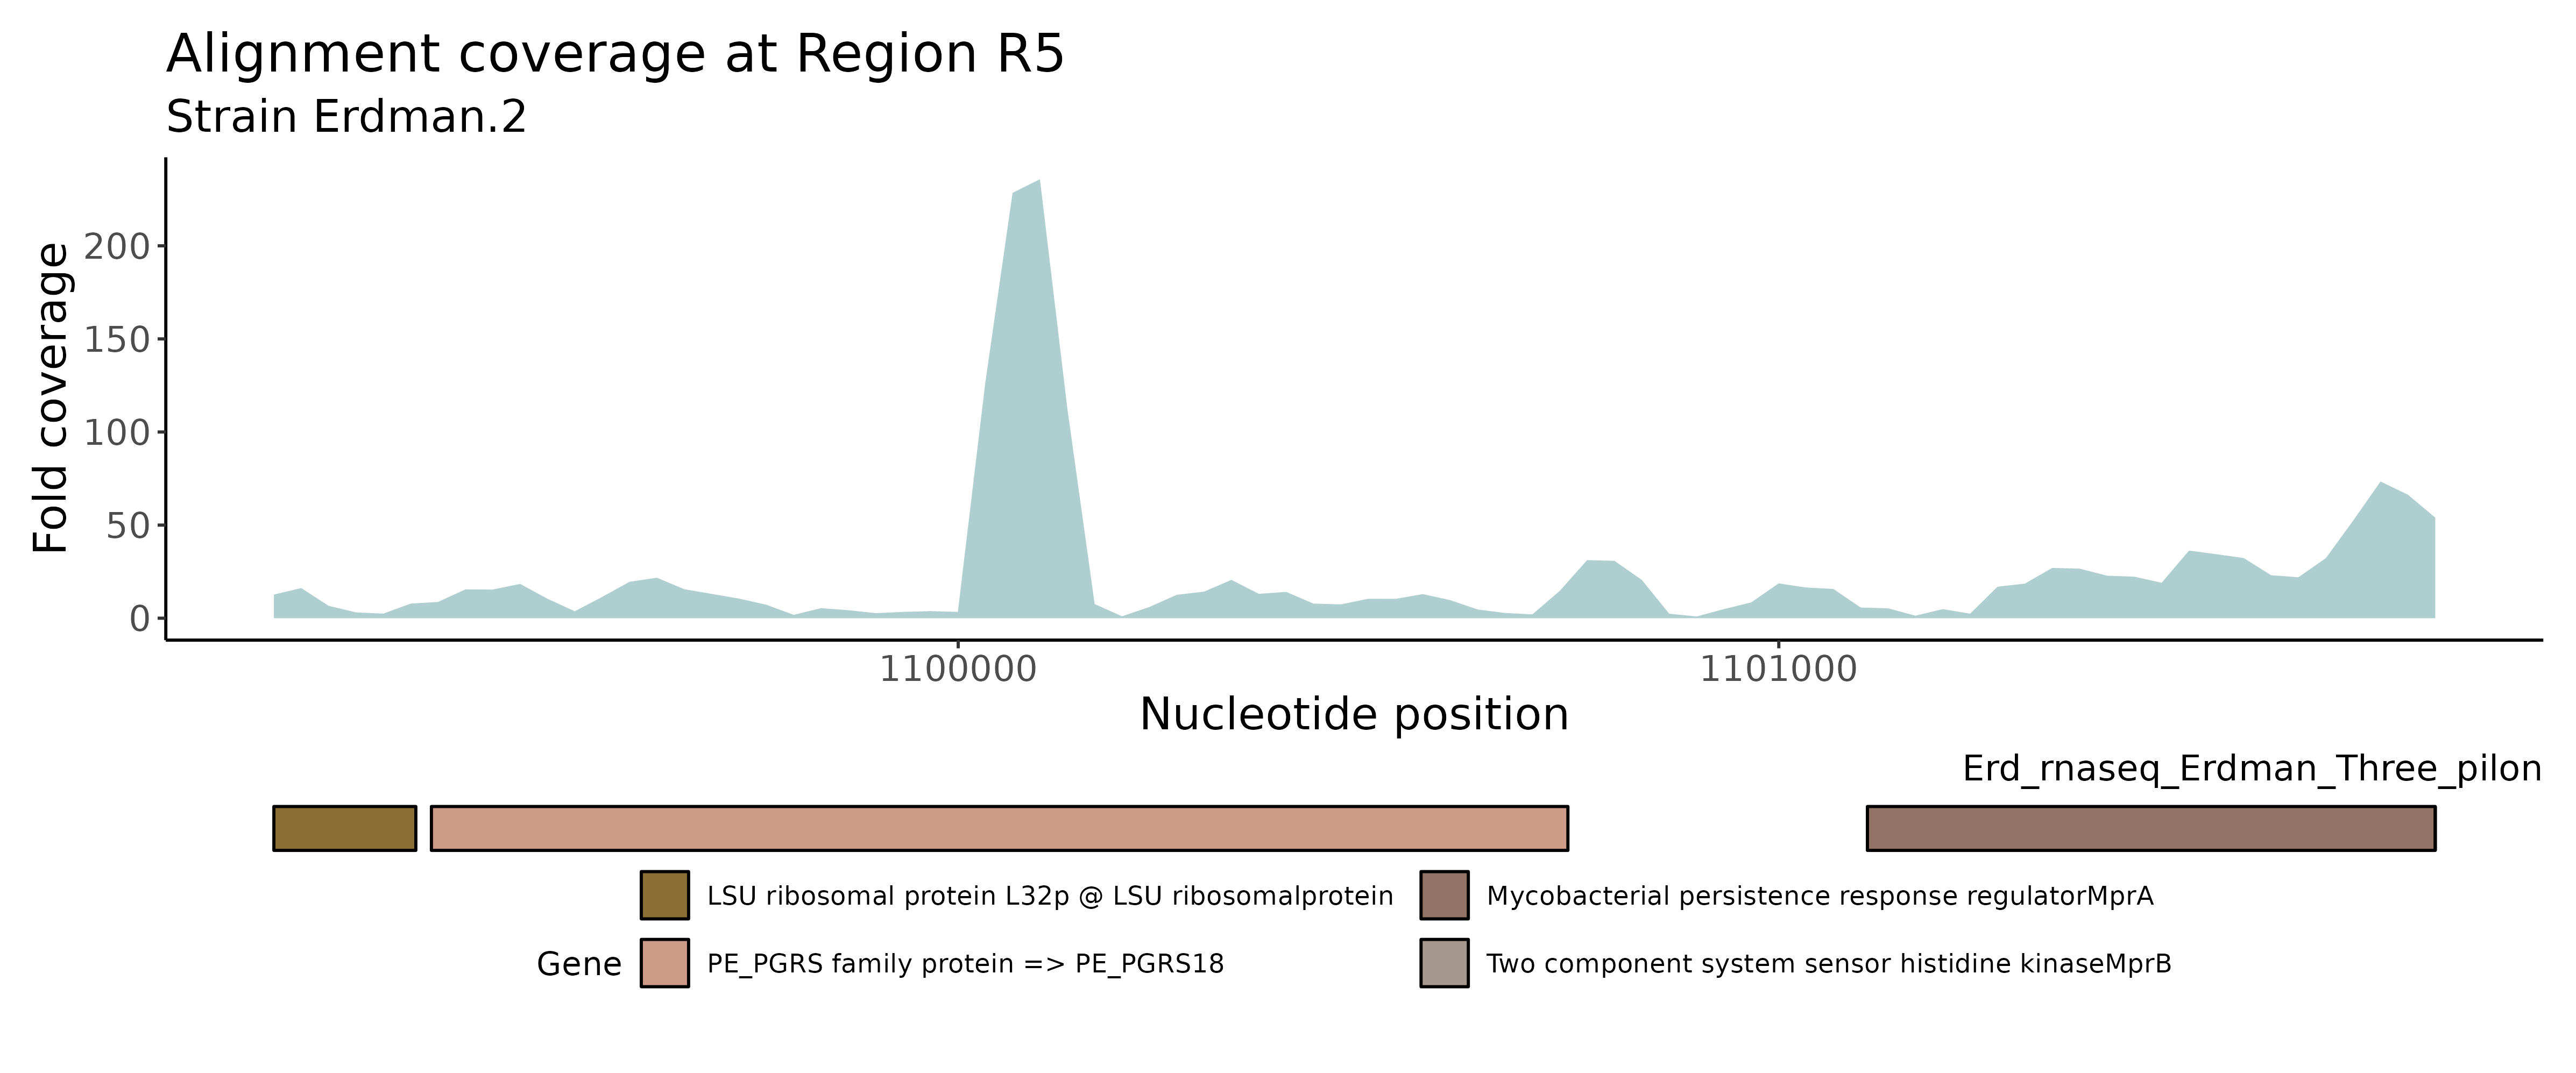 Alignment coverage at Region R5
Strain Erdman.2
Fold coverage
200
150
100
50
0
1100000 1101000
Nucleotide position
Erd_rnaseq_Erdman_Three_pilon
Gene
LSU ribosomal protein L32p @ LSU ribosomalprotein
PE_PGRS family protein => PE_PGRS18
Mycobacterial persistence response regulatorMprA
Two component system sensor histidine kinaseMprB